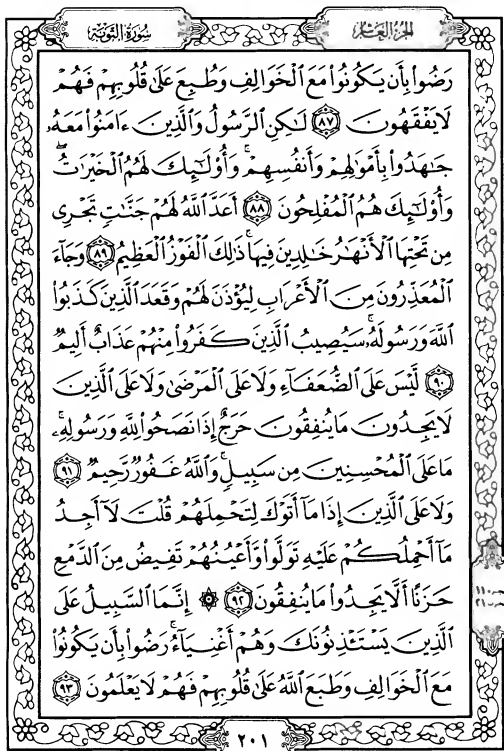 سُورَةُ التَّوۡبَةِ
الجُزءُ العَاشِرُ
رَضُواْ بِأَن يَكُونُواْ مَعَ ٱلۡخَوَالِفِ وَطُبِعَ عَلَىٰ قُلُوبِهِمۡ فَهُمۡ
لَا يَفۡقَهُونَ ٨٧ لَٰكِنِ ٱلرَّسُولُ وَٱلَّذِينَ ءَامَنُواْ مَعَهُۥ
جَٰهَدُواْ بِأَمۡوَٰلِهِمۡ وَأَنفُسِهِمۡۚ وَأُوْلَٰٓئِكَ لَهُمُ ٱلۡخَيۡرَٰتُۖ
وَأُوْلَٰٓئِكَ هُمُ ٱلۡمُفۡلِحُونَ ٨٨ أَعَدَّ ٱللَّهُ لَهُمۡ جَنَّٰتٖ تَجۡرِي
مِن تَحۡتِهَا ٱلۡأَنۡهَٰرُ خَٰلِدِينَ فِيهَاۚ ذَٰلِكَ ٱلۡفَوۡزُ ٱلۡعَظِيمُ ٨٩ وَجَآءَ
ٱلۡمُعَذِّرُونَ مِنَ ٱلۡأَعۡرَابِ لِيُؤۡذَنَ لَهُمۡ وَقَعَدَ ٱلَّذِينَ كَذَبُواْ
ٱللَّهَ وَرَسُولَهُۥۚ سَيُصِيبُ ٱلَّذِينَ كَفَرُواْ مِنۡهُمۡ عَذَابٌ أَلِيمٞ
٩٠ لَّيۡسَ عَلَى ٱلضُّعَفَآءِ وَلَا عَلَى ٱلۡمَرۡضَىٰ وَلَا عَلَى ٱلَّذِينَ
لَا يَجِدُونَ مَا يُنفِقُونَ حَرَجٌ إِذَا نَصَحُواْ لِلَّهِ وَرَسُولِهِۦۚ
مَا عَلَى ٱلۡمُحۡسِنِينَ مِن سَبِيلٖۚ وَٱللَّهُ غَفُورٞ رَّحِيمٞ ٩١
وَلَا عَلَى ٱلَّذِينَ إِذَا مَآ أَتَوۡكَ لِتَحۡمِلَهُمۡ قُلۡتَ لَآ أَجِدُ
مَآ أَحۡمِلُكُمۡ عَلَيۡهِ تَوَلَّواْ وَّأَعۡيُنُهُمۡ تَفِيضُ مِنَ ٱلدَّمۡعِ
حَزَنًا أَلَّا يَجِدُواْ مَا يُنفِقُونَ ٩٢ ۞ إِنَّمَا ٱلسَّبِيلُ عَلَى
ٱلَّذِينَ يَسۡتَـٔۡذِنُونَكَ وَهُمۡ أَغۡنِيَآءُۚ رَضُواْ بِأَن يَكُونُواْ
مَعَ ٱلۡخَوَالِفِ وَطَبَعَ ٱللَّهُ عَلَىٰ قُلُوبِهِمۡ فَهُمۡ لَا يَعۡلَمُونَ ٩٣
٢٠١